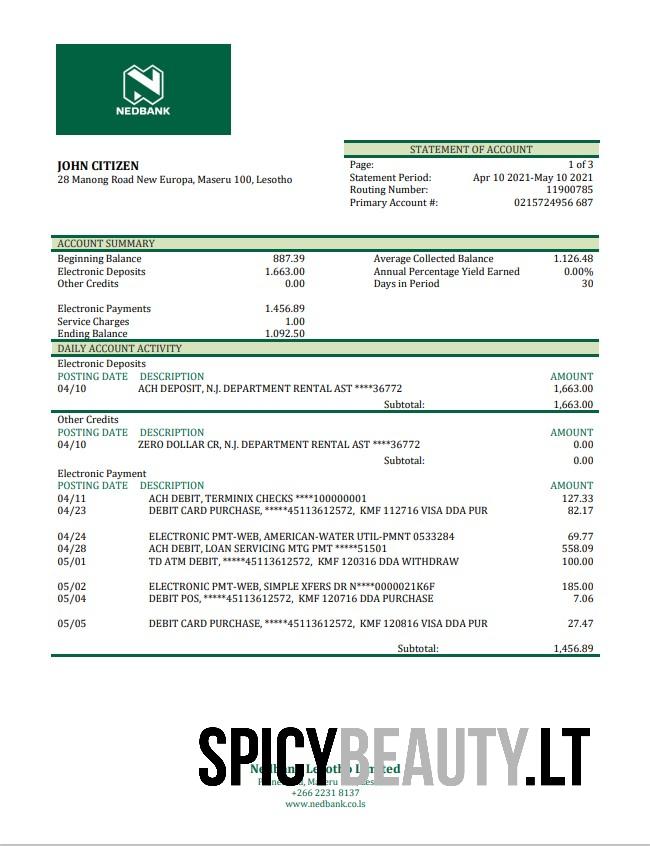 NEDBANK
STATEMENT OF ACCOUNT
JOHN CITIZEN
28 Manong Road New Europa, Maseru 100, Lesotho
Page: 1 of 3
Statement Period: Apr 10 2021-May 10 2021
Routing Number: 11900785
Primary Account #: 0215724956 687
ACCOUNT SUMMARY
Beginning Balance 887.39 Average Collected Balance 1.126.48
Electronic Deposits 1.663.00 Annual Percentage Yield Earned 0.00%
Other Credits 0.00 Days in Period 30
Electronic Payments 1.456.89
Service Charges 1.00
Ending Balance 1.092.50
DAILY ACCOUNT ACTIVITY
Electronic Deposits
POSTING DATE DESCRIPTION AMOUNT
04/10 ACH DEPOSIT, N.J. DEPARTMENT RENTAL AST ****36772 1,663.00
Subtotal: 1,663.00
Other Credits
POSTING DATE DESCRIPTION AMOUNT
04/10 ZERO DOLLAR CR, N.J. DEPARTMENT RENTAL AST ****36772 0.00
Subtotal: 0.00
Electronic Payment
POSTING DATE DESCRIPTION AMOUNT
04/11 ACH DEBIT, TERMINIX CHECKS ****100000001 127.33
04/23 DEBIT CARD PURCHASE, *****45113612572, KMF 112716 VISA DDA PUR 82.17
04/24 ELECTRONIC PMT-WEB, AMERICAN-WATER UTIL-PMNT 0533284 69.77
04/28 ACH DEBIT, LOAN SERVICING MTG PMT *****51501 558.09
05/01 TD ATM DEBIT, *****45113612572, KMF 120316 DDA WITHDRAW 100.00
05/02 ELECTRONIC PMT-WEB, SIMPLE XFERS DR N****0000021K6F 185.00
05/04 DEBIT POS, *****45113612572, KMF 120716 DDA PURCHASE 7.06
05/05 DEBIT CARD PURCHASE, *****45113612572, KMF 120816 VISA DDA PUR 27.47
Subtotal: 1,456.89
SPICYBEAUTY.LT
Nedbank Lesotho Limited
+266 2231 8137
www.nedbank.co.ls